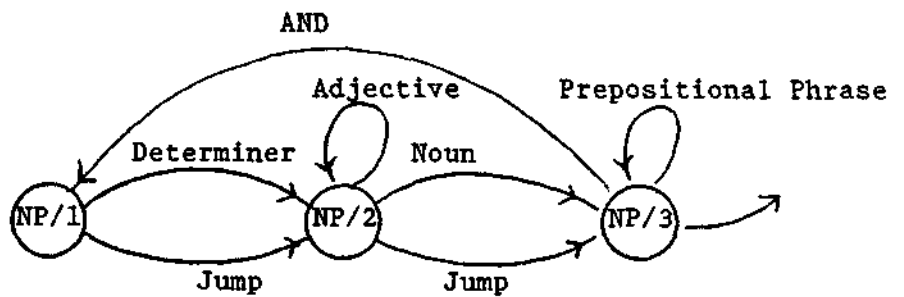 AND
Adjective
Prepositional Phrase
Determiner
Noun
NP/1
NP/2
NP/3
Jump
Jump